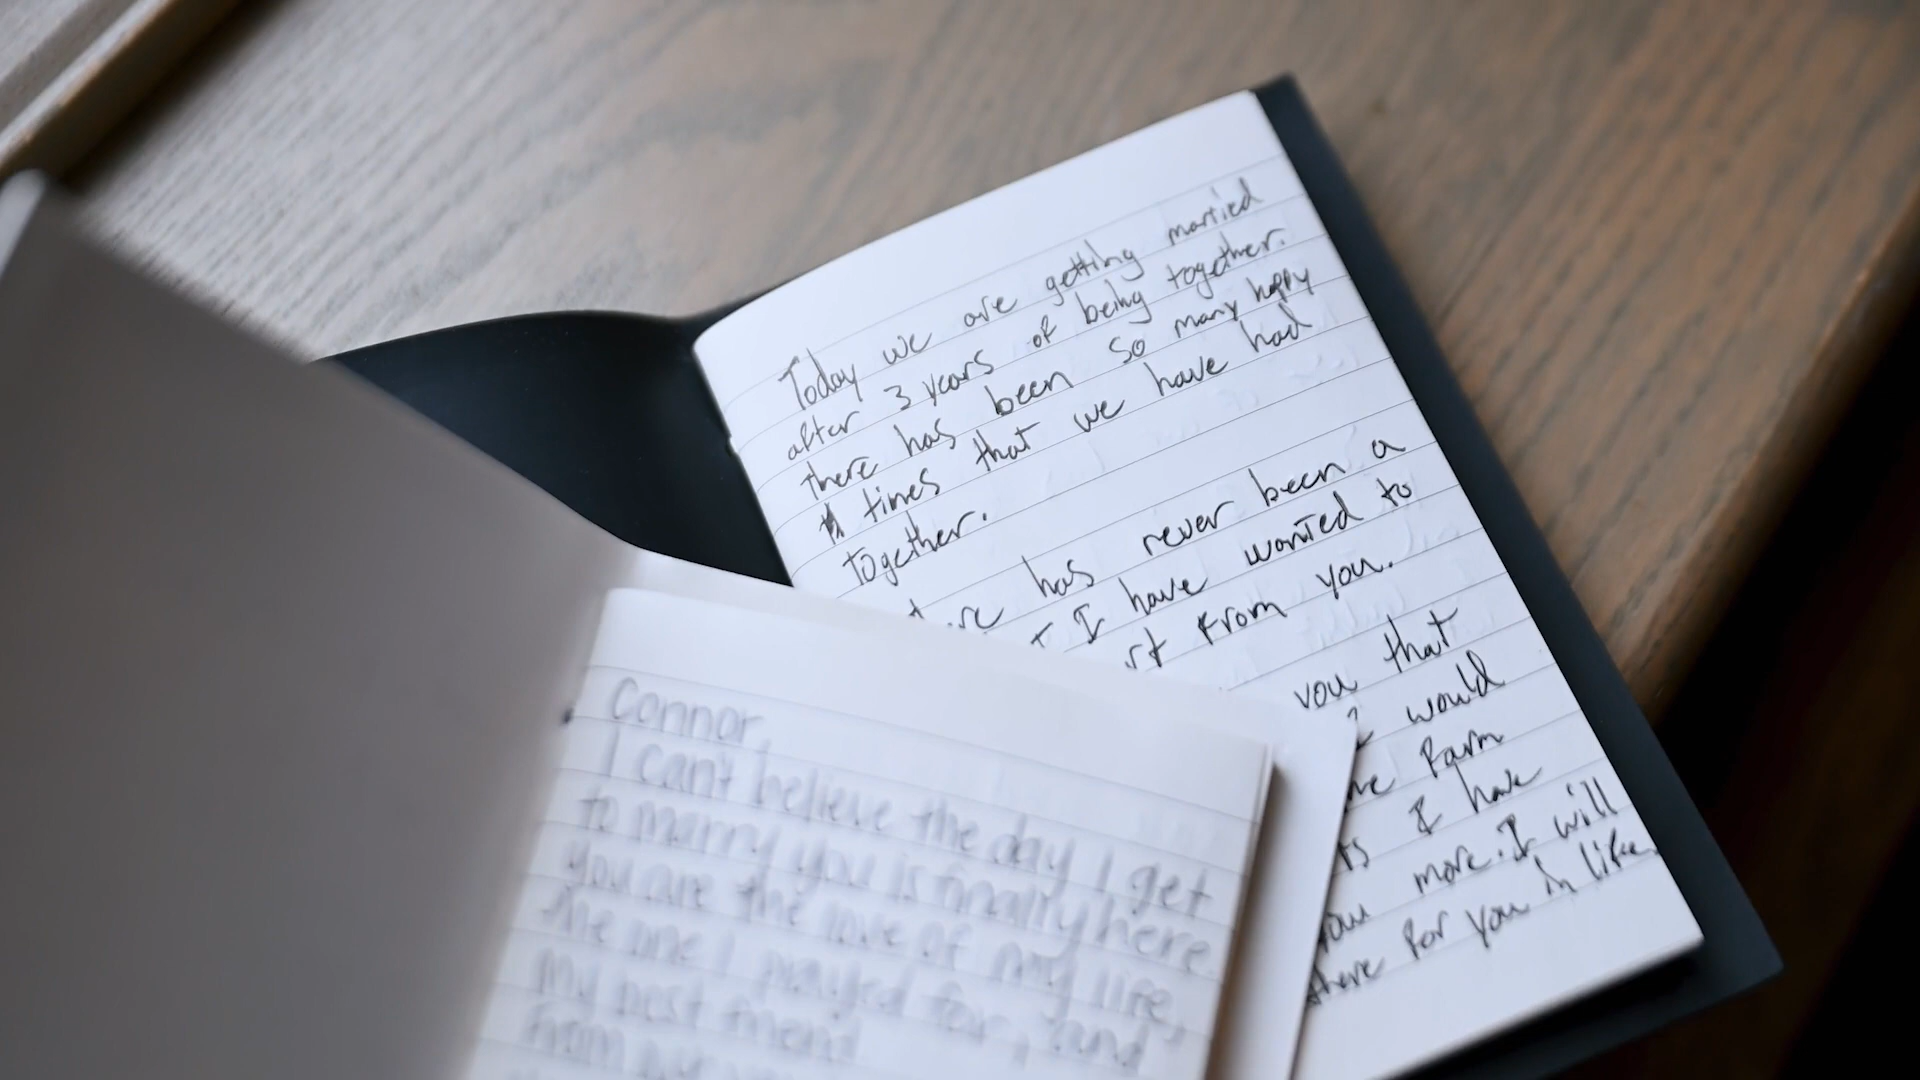 Today we are getting married
after 3 years of being together.
there has been so many happy
times that we have had
together.
has never been a
I have wanted to
from you.
you that
I would
Farm
I have
more. I will
there for you in life.
Connor,
I can't believe the day I get
to marry you is finally here
you are the love of my life,
the one I prayed for, and
my best friend
from